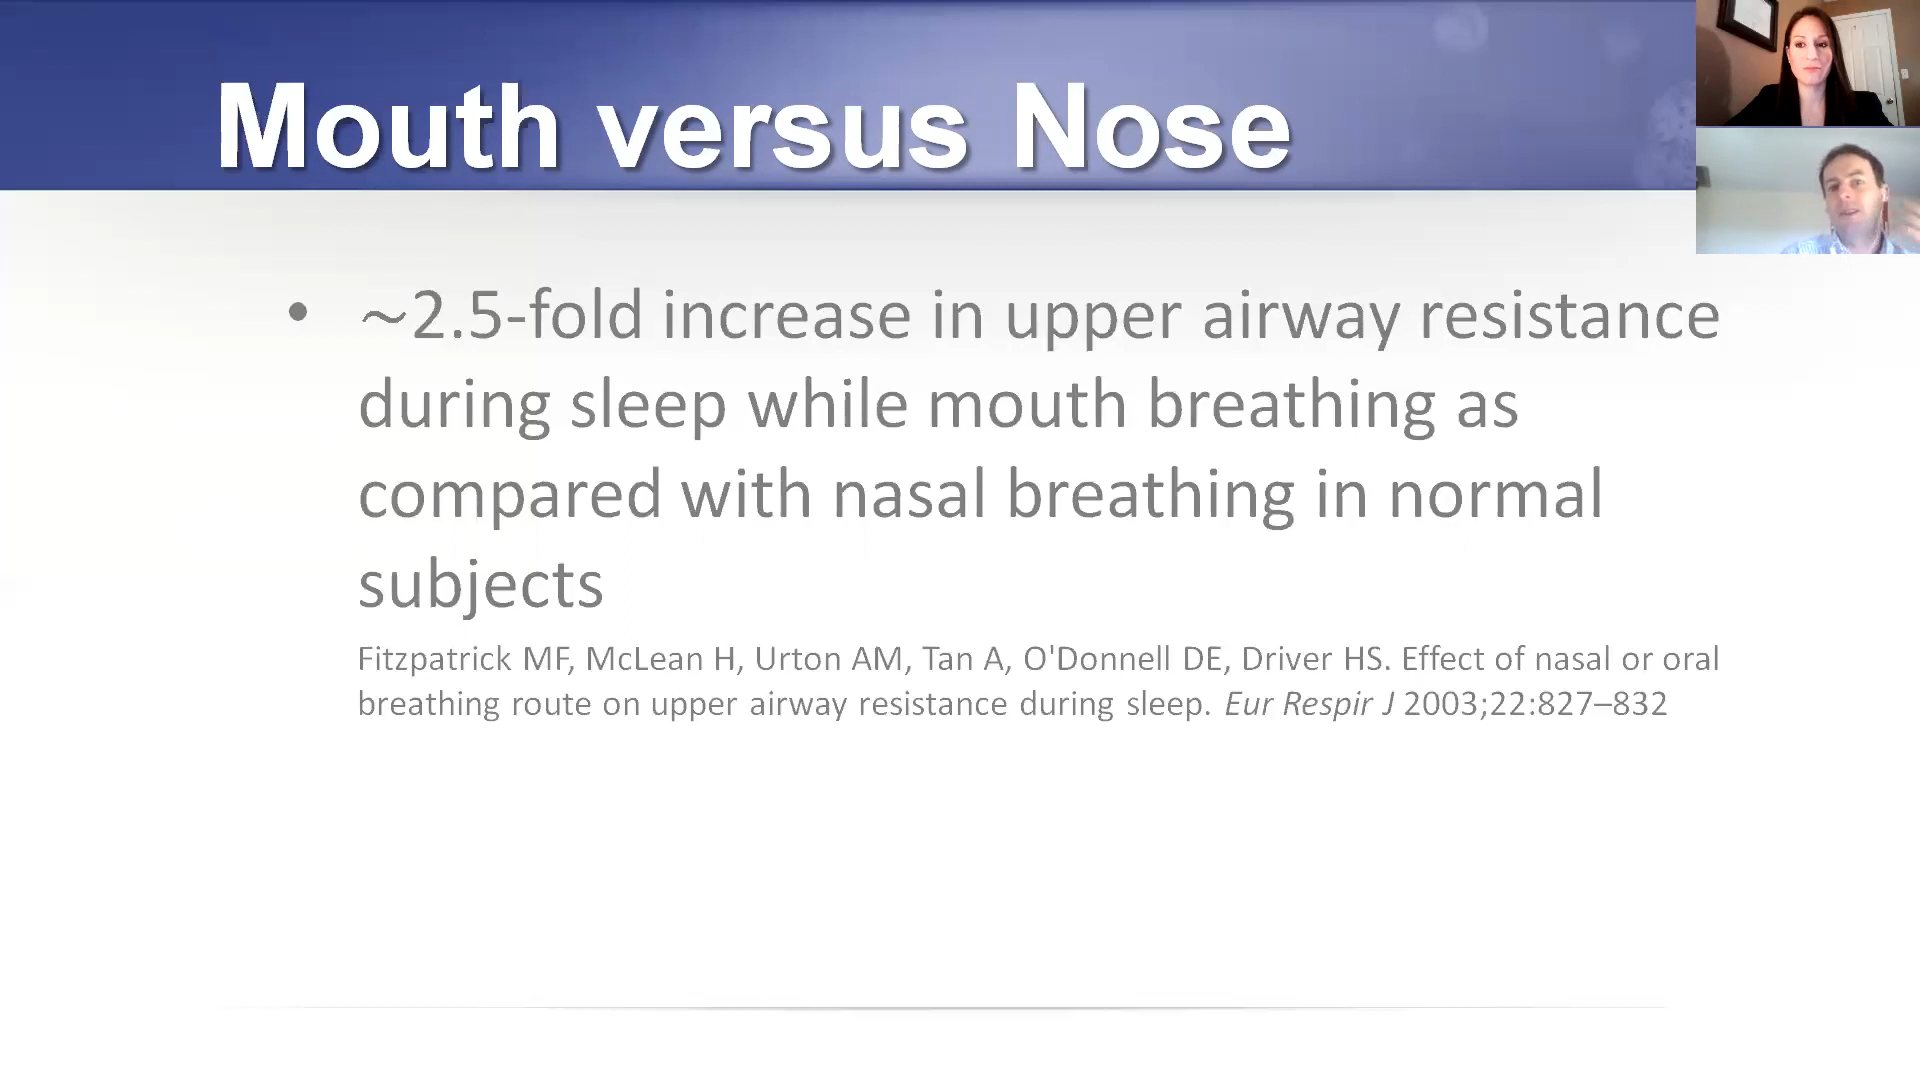 Mouth versus Nose
• ~2.5-fold increase in upper airway resistance
during sleep while mouth breathing as
compared with nasal breathing in normal
subjects
Fitzpatrick MF, McLean H, Urton AM, Tan A, O'Donnell DE, Driver HS. Effect of nasal or oral
breathing route on upper airway resistance during sleep. Eur Respir J 2003;22:827–832